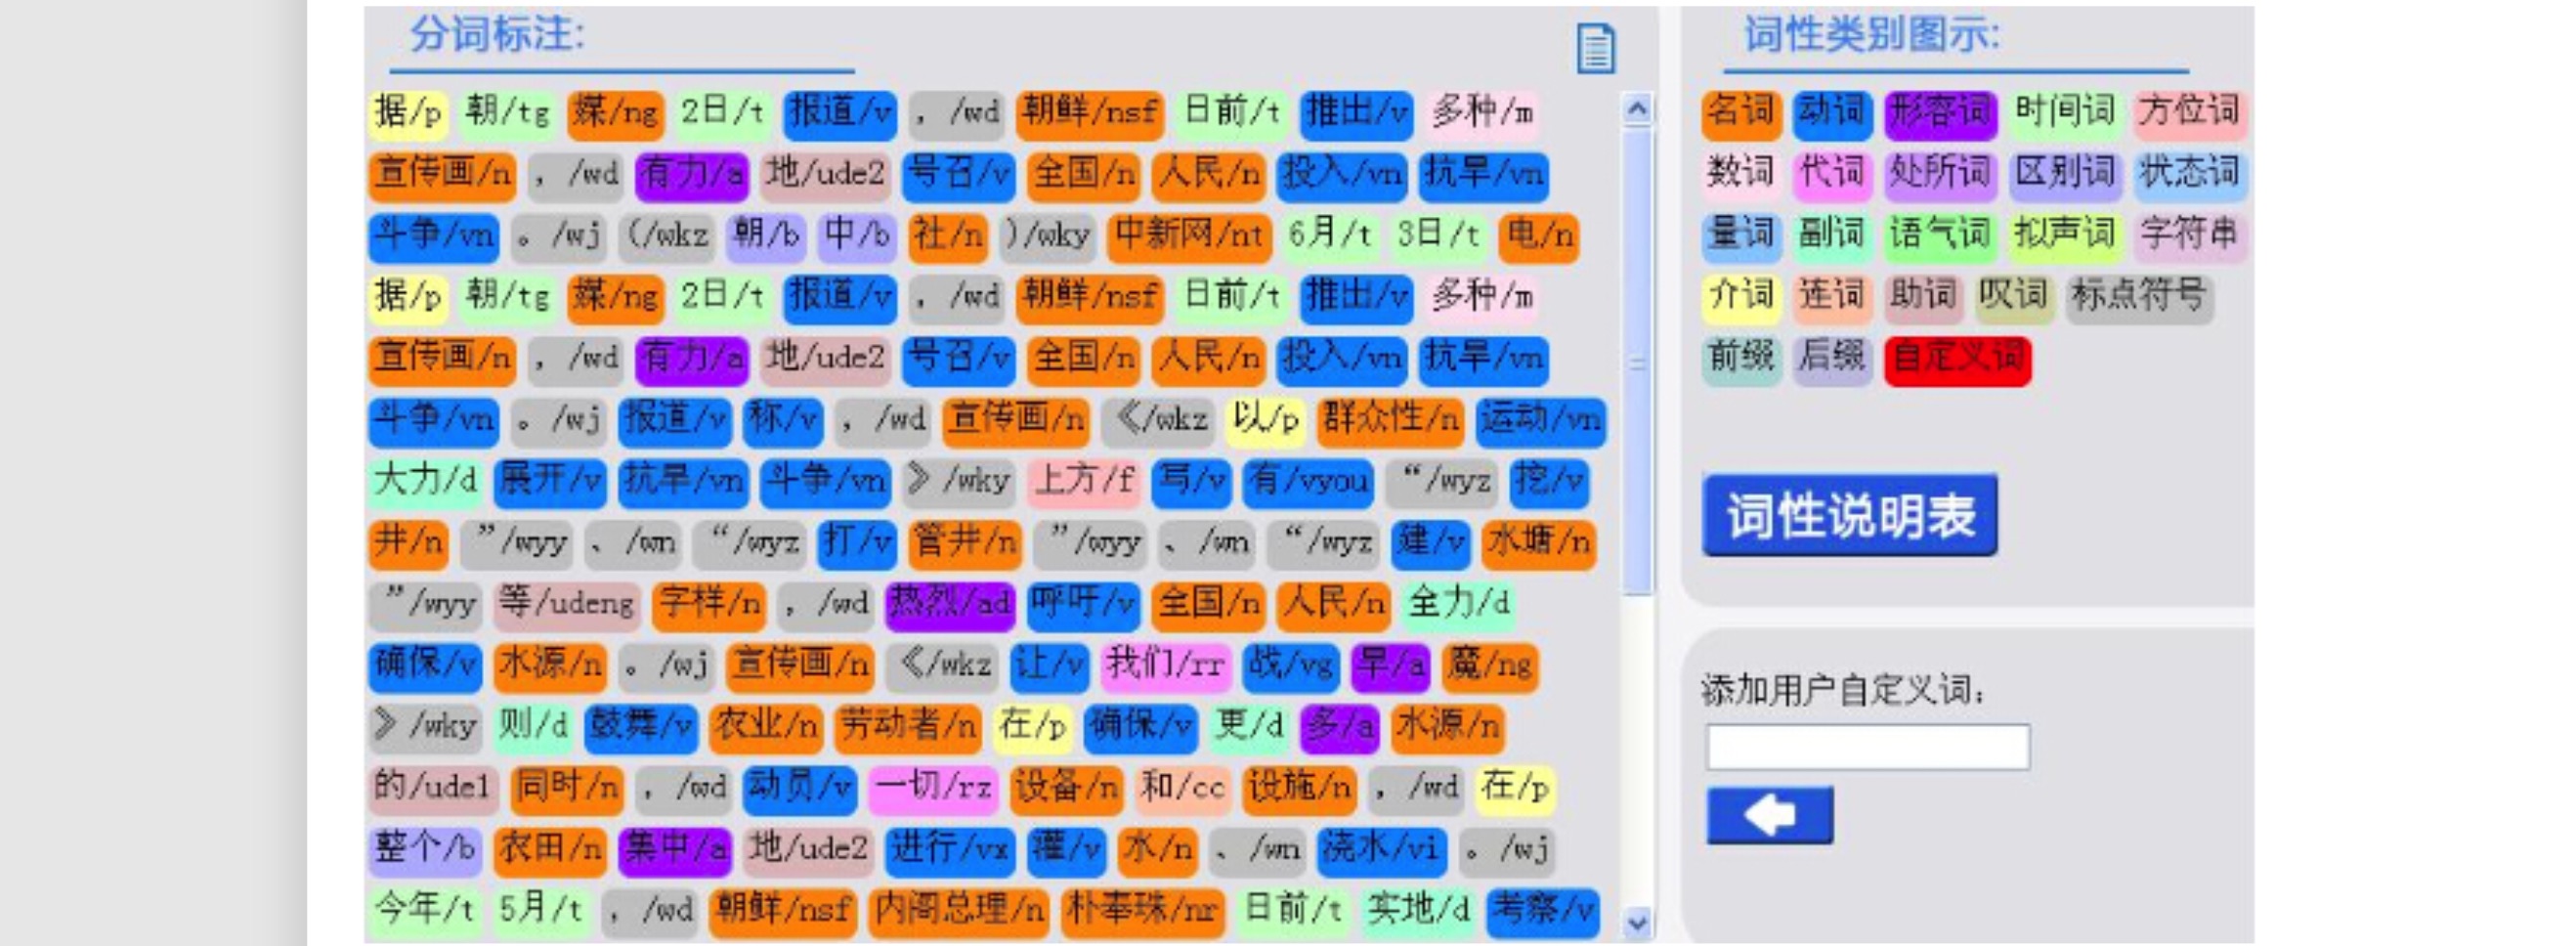 分词标注:
据/p 朝/tg 媒/ng 2日/t 报道/v ，/wd 朝鲜/nsf 日前/t 推出/v 多种/m
宣传画/n ，/wd 有力/a 地/ude2 号召/v 全国/n 人民/n 投入/vn 抗旱/vn
斗争/vn 。/wj (/wkz 朝/b 中/b 社/n )/wky 中新网/nt 6月/t 3日/t 电/n
据/p 朝/tg 媒/ng 2日/t 报道/v ，/wd 朝鲜/nsf 日前/t 推出/v 多种/m
宣传画/n ，/wd 有力/a 地/ude2 号召/v 全国/n 人民/n 投入/vn 抗旱/vn
斗争/vn 。/wj 报道/v 称/v ，/wd 宣传画/n 《/wkz 以/p 群众性/n 运动/vn
大力/d 展开/v 抗旱/vn 斗争/vn 》/wky 上方/f 写/v 有/vyou “/wyz 挖/v
井/n ”/wyy 、/wn “/wyz 打/v 管井/n ”/wyy 、/wn “/wyz 建/v 水塘/n
”/wyy 等/udeng 字样/n ，/wd 热烈/ad 呼吁/v 全国/n 人民/n 全力/d
确保/v 水源/n 。/wj 宣传画/n 《/wkz 让/v 我们/rr 战/vg 旱/a 魔/ng
》/wky 则/d 鼓舞/v 农业/n 劳动者/n 在/p 确保/v 更/d 多/a 水源/n
的/ude1 同时/n ，/wd 动员/v 一切/rz 设备/n 和/cc 设施/n ，/wd 在/p
整个/b 农田/n 集中/a 地/ude2 进行/vx 灌/v 水/n 、/wn 浇水/vi 。/wj
今年/t 5月/t ，/wd 朝鲜/nsf 内阁总理/n 朴奉珠/nr 日前/t 实地/d 考察/v
词性类别图示:
名词 动词 形容词 时间词 方位词
数词 代词 处所词 区别词 状态词
量词 副词 语气词 拟声词 字符串
介词 连词 助词 叹词 标点符号
前缀 后缀 自定义词
词性说明表
添加用户自定义词：